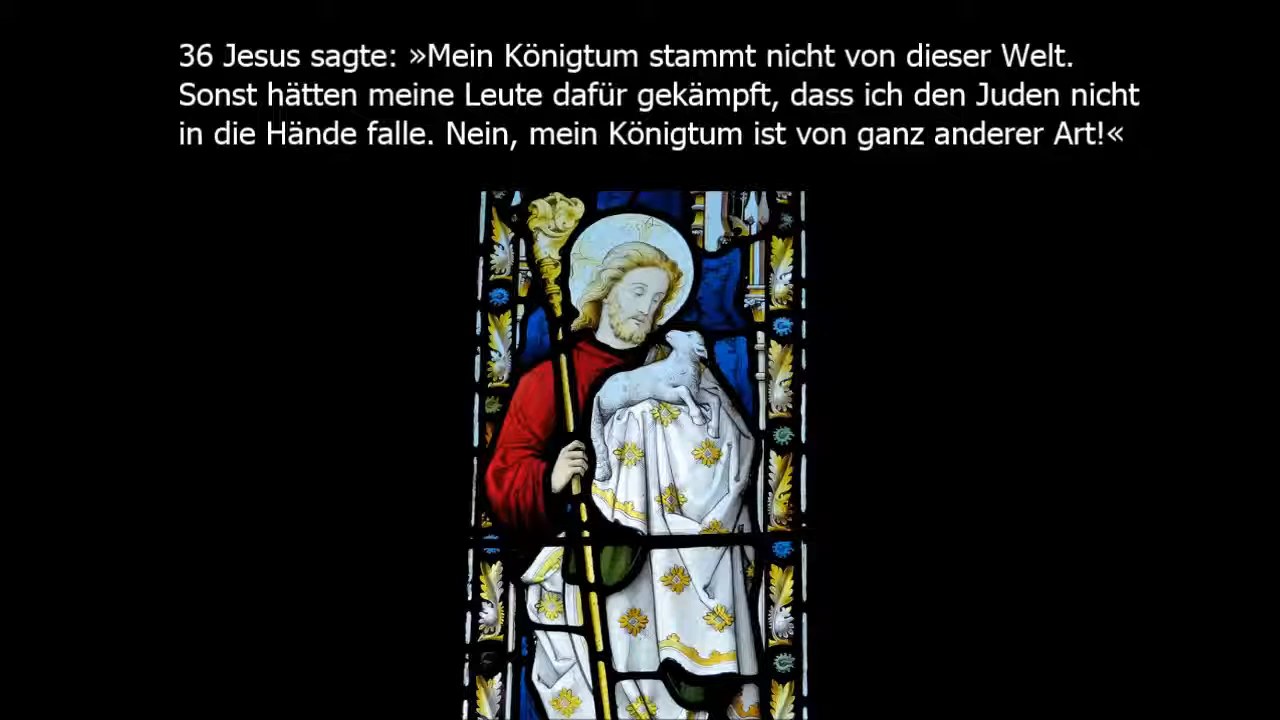 36 Jesus sagte: »Mein Königtum stammt nicht von dieser Welt.
Sonst hätten meine Leute dafür gekämpft, dass ich den Juden nicht
in die Hände falle. Nein, mein Königtum ist von ganz anderer Art!«